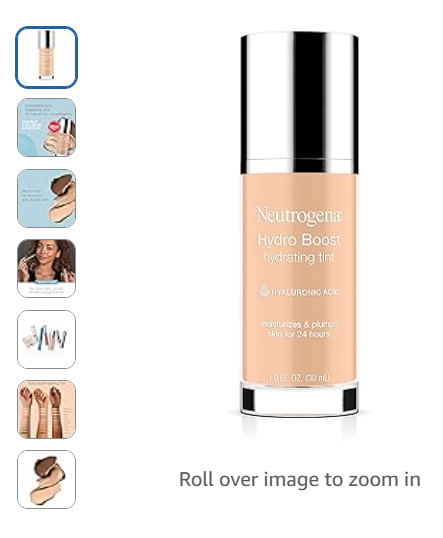 Neutrogena
Hydro Boost
hydrating tint
HYALURONIC ACID
moisturizes & plumps
skin for 24 hours
1.0 FL. OZ. (30 mL)
Roll over image to zoom in